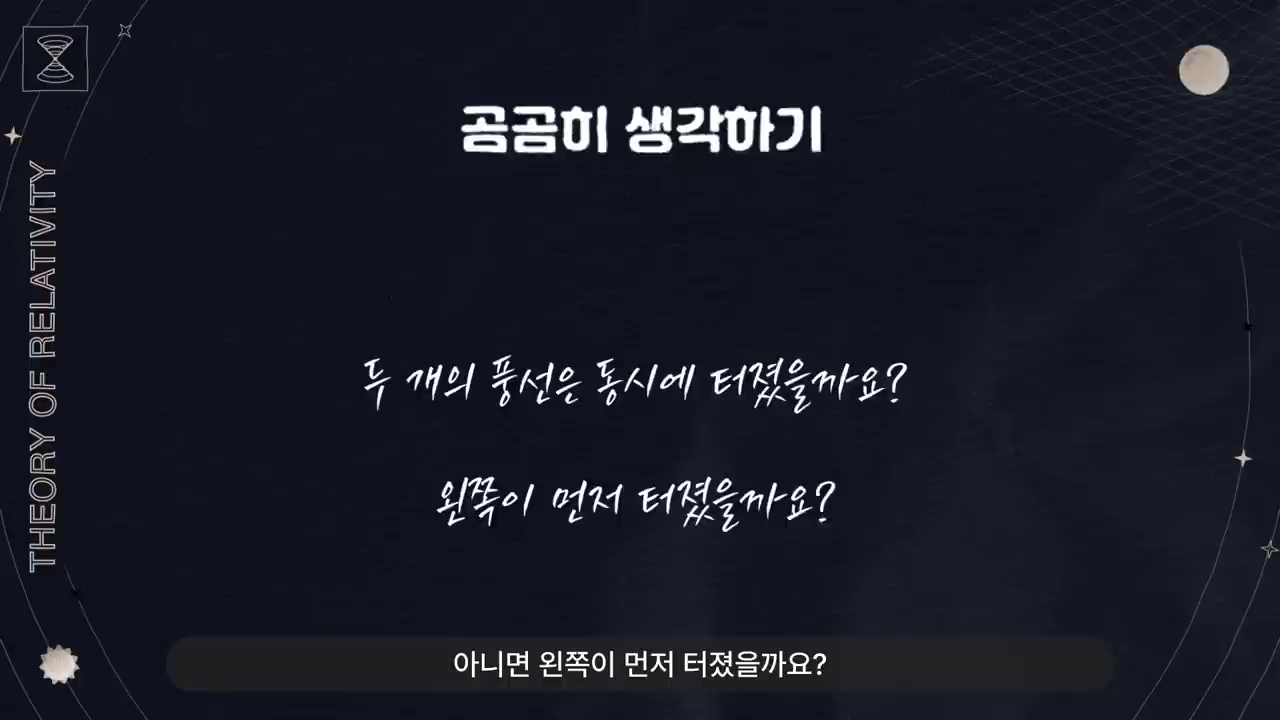 곰곰히 생각하기
THEORY OF RELATIVITY
두 개의 풍선은 동시에 터졌을까요?
왼쪽이 먼저 터졌을까요?
아니면 왼쪽이 먼저 터졌을까요?